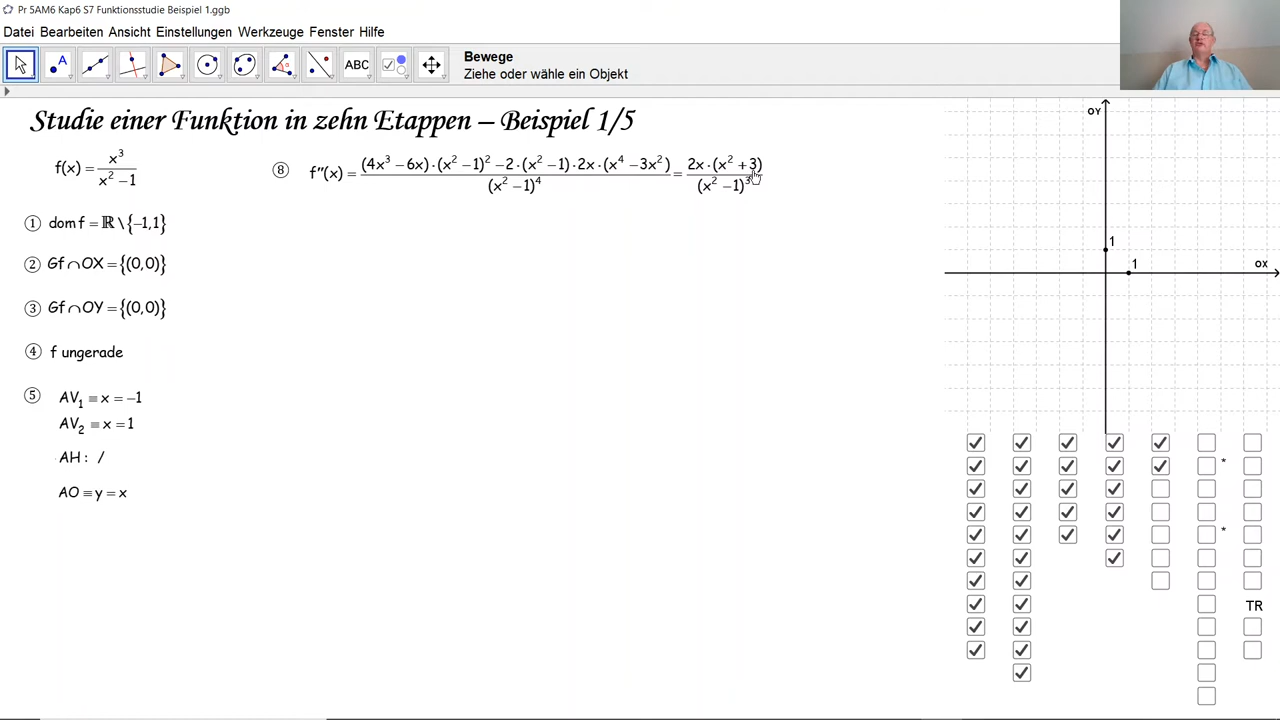 Pr 5AM6 Kap6 S7 Funktionsstudie Beispiel 1.ggb
Datei Bearbeiten Ansicht Einstellungen Werkzeuge Fenster Hilfe
A
ABC
Bewege
Ziehe oder wähle ein Objekt
Studie einer Funktion in zehn Etappen – Beispiel 1/5
f(x) = x³ / (x² − 1)
⑧ f″(x) = ((4x³ − 6x)·(x² − 1)² − 2·(x² − 1)·2x·(x⁴ − 3x²)) / (x² − 1)⁴ = 2x·(x² + 3) / (x² − 1)³
① dom f = ℝ \ {−1,1}
② Gf ∩ OX = {(0,0)}
③ Gf ∩ OY = {(0,0)}
④ f ungerade
⑤ AV₁ ≡ x = −1
AV₂ ≡ x = 1
AH : /
AO ≡ y = x
OY
1
1
OX
*
*
TR